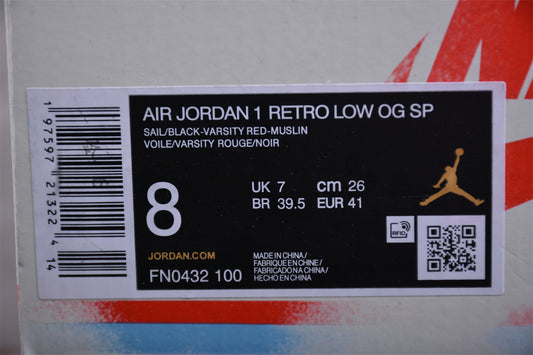 AIR JORDAN 1 RETRO LOW OG SP
SAIL/BLACK-VARSITY RED-MUSLIN
VOILE/VARSITY ROUGE/NOIR
8
UK 7 cm 26
BR 39.5 EUR 41
JORDAN.COM
FN0432 100
MADE IN CHINA/
FABRIQUE EN CHINE/
FABRICADO NA CHINA/
HECHO EN CHINA
RFID
1 97597 21322 4 14